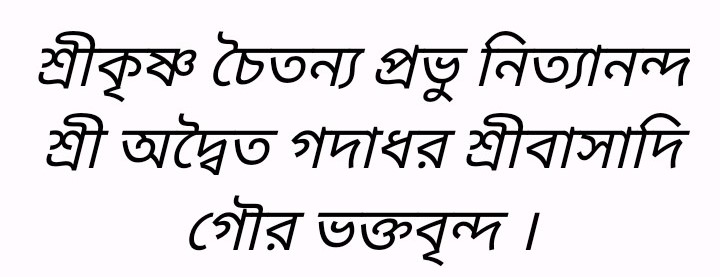 শ্রীকৃষ্ণ চৈতন্য প্রভু নিত্যানন্দ
শ্রী অদ্বৈত গদাধর শ্রীবাসাদি
গৌর ভক্তবৃন্দ ।